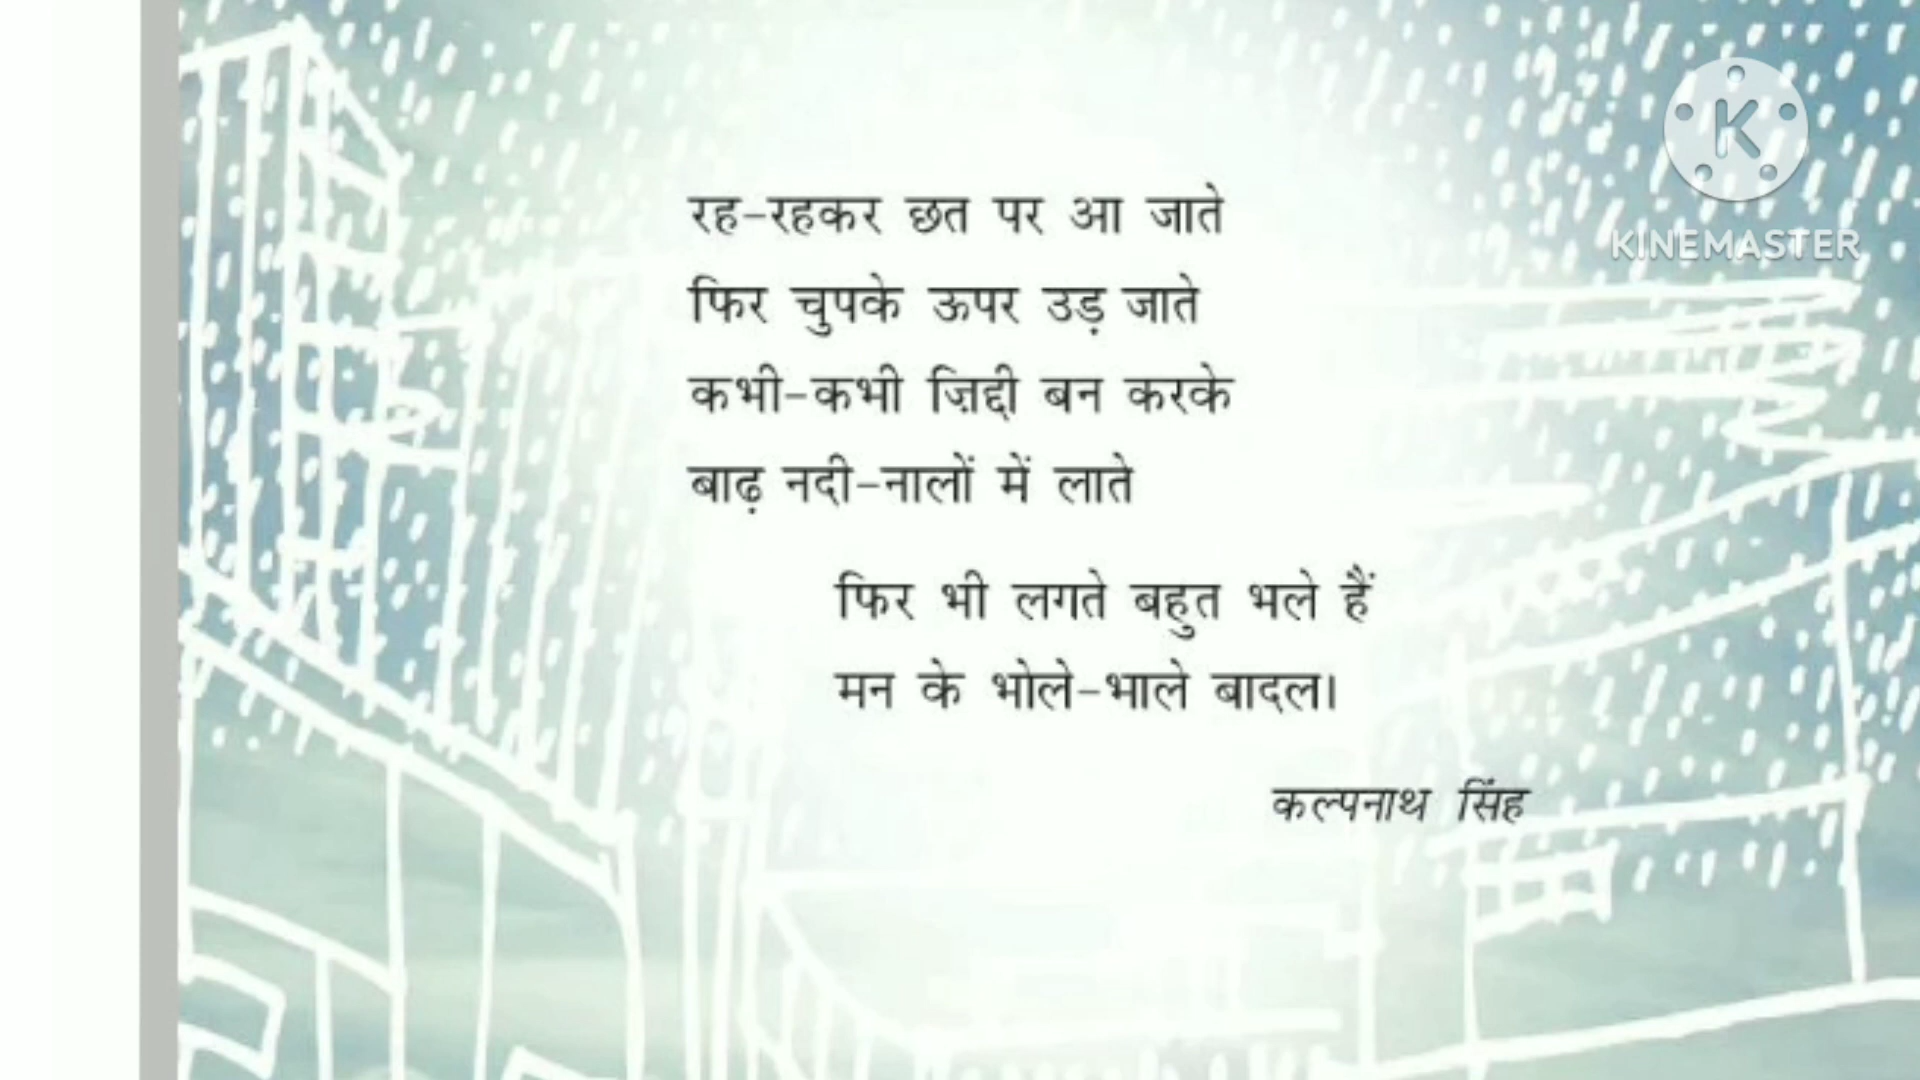 रह-रहकर छत पर आ जाते
फिर चुपके ऊपर उड़ जाते
कभी-कभी ज़िद्दी बन करके
बाढ़ नदी-नालों में लाते
फिर भी लगते बहुत भले हैं
मन के भोले-भाले बादल।
कल्पनाथ सिंह
K
KINEMASTER